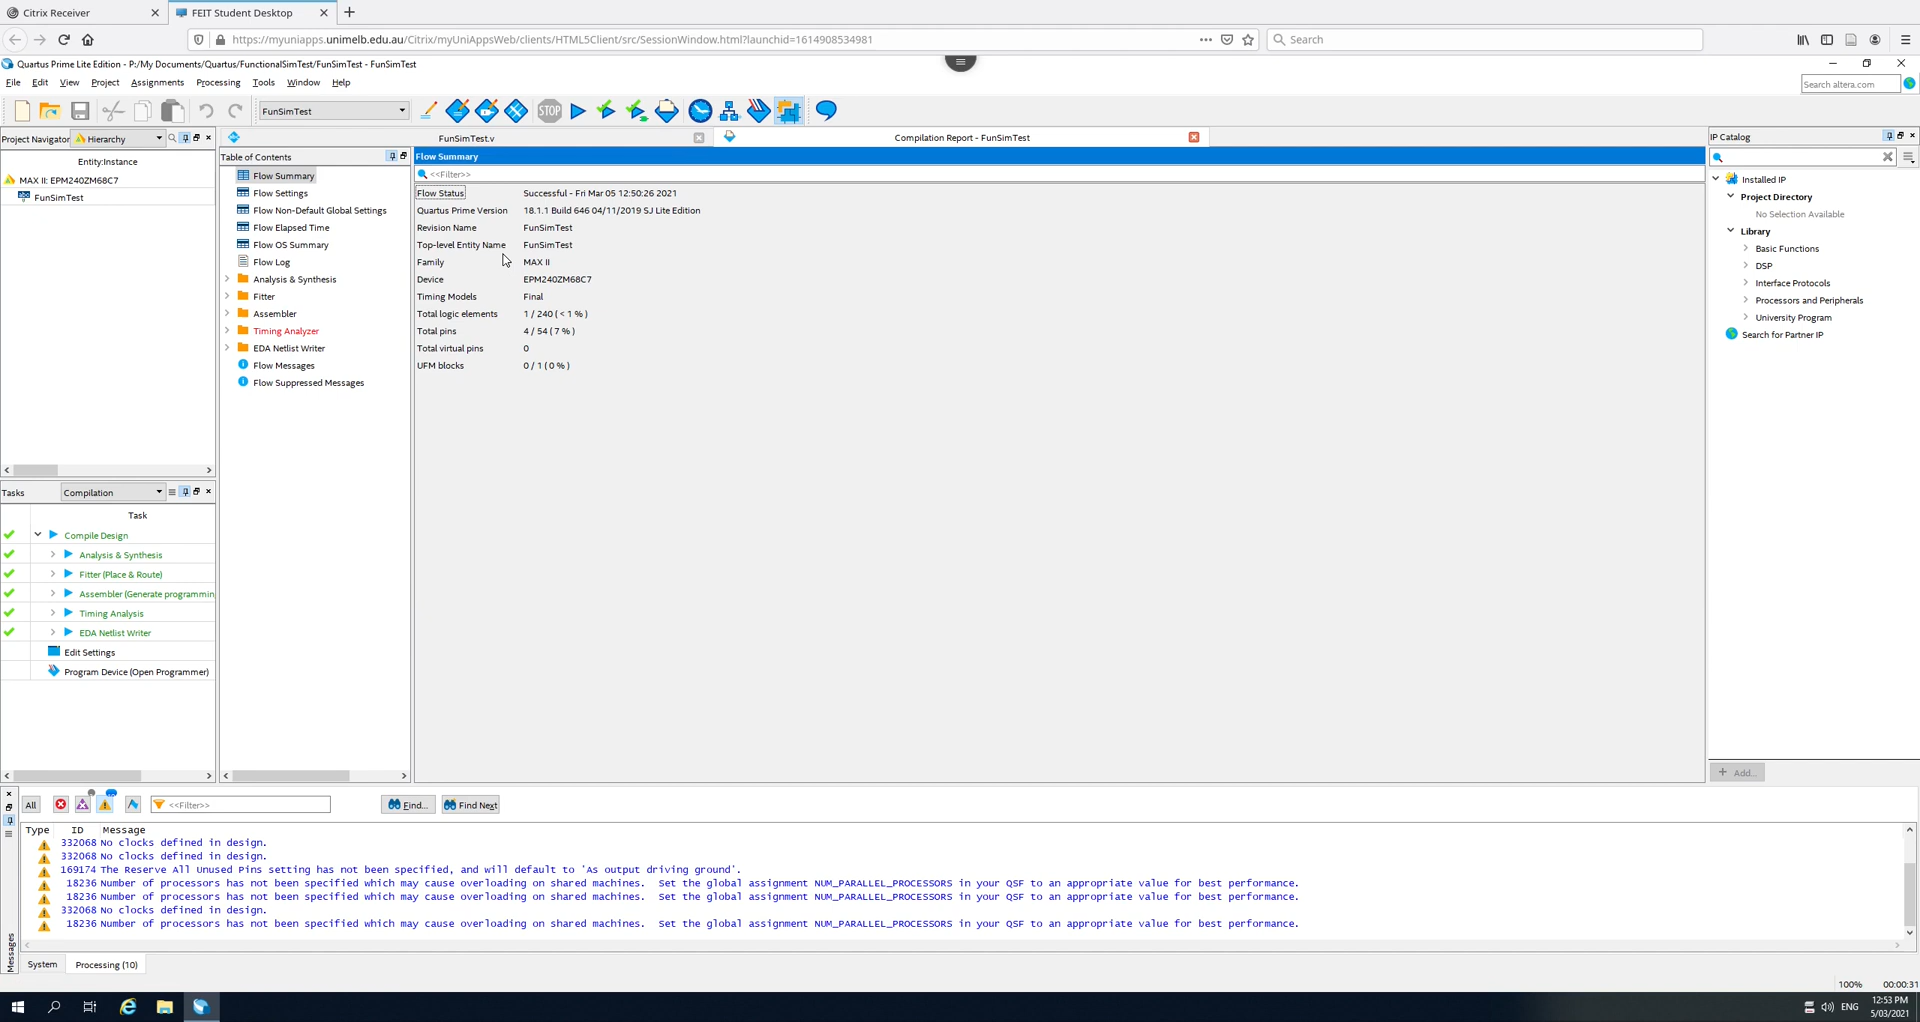 Citrix Receiver
FEIT Student Desktop
https://myuniapps.unimelb.edu.au/Citrix/myUniAppsWeb/clients/HTML5Client/src/SessionWindow.html?launchid=1614908534981
Search
Quartus Prime Lite Edition - P:/My Documents/Quartus/FunctionalSimTest/FunSimTest - FunSimTest
File Edit View Project Assignments Processing Tools Window Help
Search altera.com
FunSimTest
STOP
Project Navigator
Hierarchy
Entity:Instance
MAX II: EPM240ZM68C7
FunSimTest
FunSimTest.v
Compilation Report - FunSimTest
Table of Contents
Flow Summary
Flow Settings
Flow Non-Default Global Settings
Flow Elapsed Time
Flow OS Summary
Flow Log
Analysis & Synthesis
Fitter
Assembler
Timing Analyzer
EDA Netlist Writer
Flow Messages
Flow Suppressed Messages
Flow Summary
<<Filter>>
Flow Status Successful - Fri Mar 05 12:50:26 2021
Quartus Prime Version 18.1.1 Build 646 04/11/2019 SJ Lite Edition
Revision Name FunSimTest
Top-level Entity Name FunSimTest
Family MAX II
Device EPM240ZM68C7
Timing Models Final
Total logic elements 1 / 240 ( < 1 % )
Total pins 4 / 54 ( 7 % )
Total virtual pins 0
UFM blocks 0 / 1 ( 0 % )
IP Catalog
Installed IP
Project Directory
No Selection Available
Library
Basic Functions
DSP
Interface Protocols
Processors and Peripherals
University Program
Search for Partner IP
+ Add...
Tasks
Compilation
Task
Compile Design
Analysis & Synthesis
Fitter (Place & Route)
Assembler (Generate programmin
Timing Analysis
EDA Netlist Writer
Edit Settings
Program Device (Open Programmer)
All
<<Filter>>
Find...
Find Next
Type ID Message
332068 No clocks defined in design.
332068 No clocks defined in design.
169174 The Reserve All Unused Pins setting has not been specified, and will default to 'As output driving ground'.
18236 Number of processors has not been specified which may cause overloading on shared machines. Set the global assignment NUM_PARALLEL_PROCESSORS in your QSF to an appropriate value for best performance.
18236 Number of processors has not been specified which may cause overloading on shared machines. Set the global assignment NUM_PARALLEL_PROCESSORS in your QSF to an appropriate value for best performance.
332068 No clocks defined in design.
18236 Number of processors has not been specified which may cause overloading on shared machines. Set the global assignment NUM_PARALLEL_PROCESSORS in your QSF to an appropriate value for best performance.
Messages
System
Processing (10)
100% 00:00:31
ENG
12:53 PM
5/03/2021